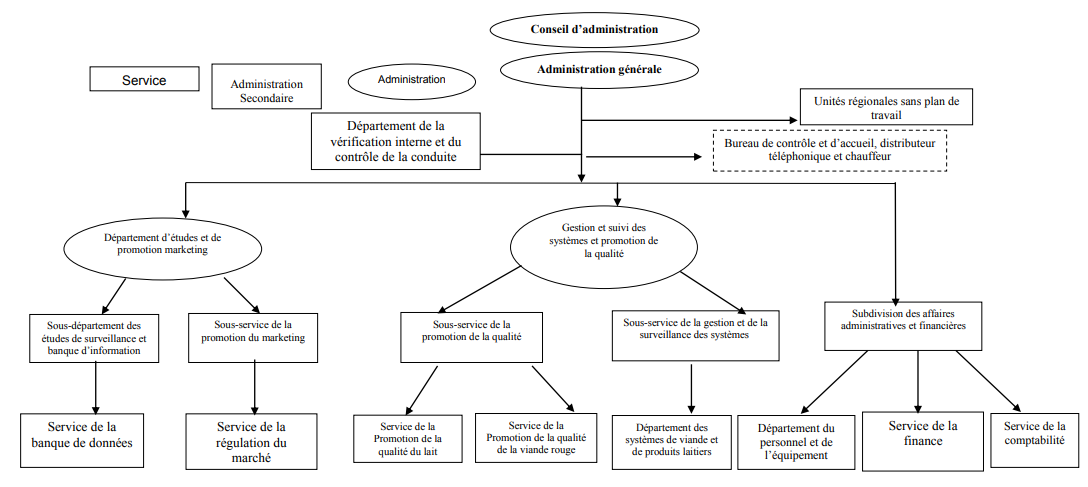 Conseil d'administration
Administration générale
Service
Administration
Secondaire
Administration
Unités régionales sans plan de
travail
Département de la
vérification interne et du
contrôle de la conduite
Bureau de contrôle et d'accueil, distributeur
téléphonique et chauffeur
Département d'études et de
promotion marketing
Gestion et suivi des
systèmes et promotion de
la qualité
Sous-département des
études de surveillance et
banque d'information
Sous-service de la
promotion du marketing
Sous-service de la
promotion de la qualité
Sous-service de la gestion et de la
surveillance des systèmes
Subdivision des affaires
administratives et financières
Service de la
banque de données
Service de la
régulation du
marché
Service de la
Promotion de la
qualité du lait
Service de la
Promotion de la qualité
de la viande rouge
Département des
systèmes de viande et
de produits laitiers
Département du
personnel et de
l'équipement
Service de la
finance
Service de la
comptabilité